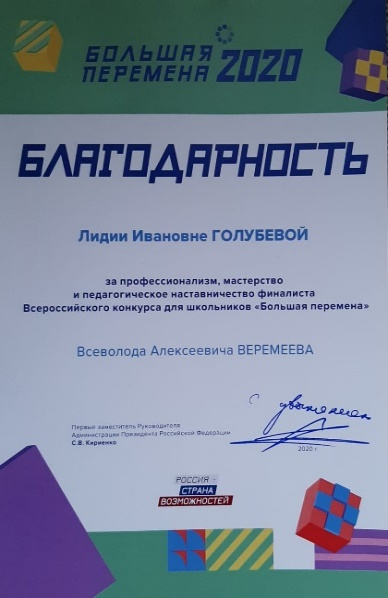 БОЛЬШАЯ
ПЕРЕМЕНА 2020
БЛАГОДАРНОСТЬ
Лидии Ивановне ГОЛУБЕВОЙ
за профессионализм, мастерство
и педагогическое наставничество финалиста
Всероссийского конкурса для школьников «Большая перемена»
Всеволода Алексеевича ВЕРЕМЕЕВА
С уважением
Первый заместитель Руководителя
Администрации Президента Российской Федерации
С.В. Кириенко
2020 г.
РОССИЯ -
СТРАНА
ВОЗМОЖНОСТЕЙ